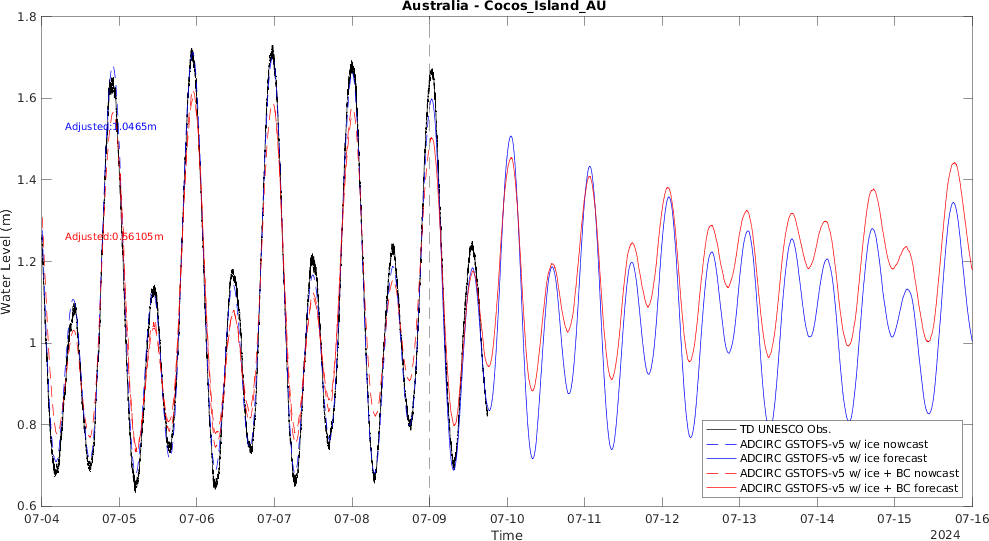 Australia - Cocos_Island_AU
Water Level (m)
1.8
1.6
1.4
1.2
1
0.8
0.6
Adjusted:1.0465m
Adjusted:0.56105m
TD UNESCO Obs.
ADCIRC GSTOFS-v5 w/ ice nowcast
ADCIRC GSTOFS-v5 w/ ice forecast
ADCIRC GSTOFS-v5 w/ ice + BC nowcast
ADCIRC GSTOFS-v5 w/ ice + BC forecast
07-04 07-05 07-06 07-07 07-08 07-09 07-10 07-11 07-12 07-13 07-14 07-15 07-16
Time
2024